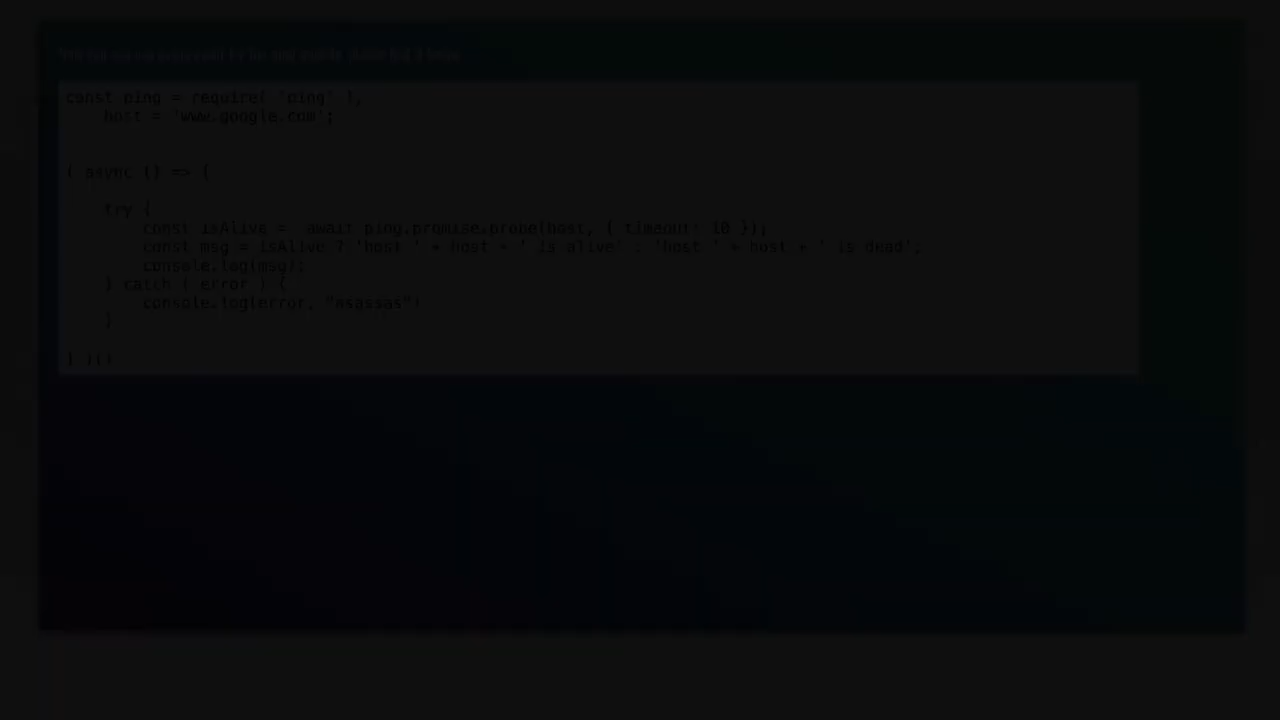 const ping = require( 'ping' ),
    host = 'www.google.com';
( async () => {
    try {
        const isAlive =  await ping.promise.probe(host, { timeout: 10 });
        const msg = isAlive ? 'host ' + host + ' is alive' : 'host ' + host + ' is dead';
        console.log(msg);
    } catch ( error ) {
        console.log(error, "asassas")
    }
} )()